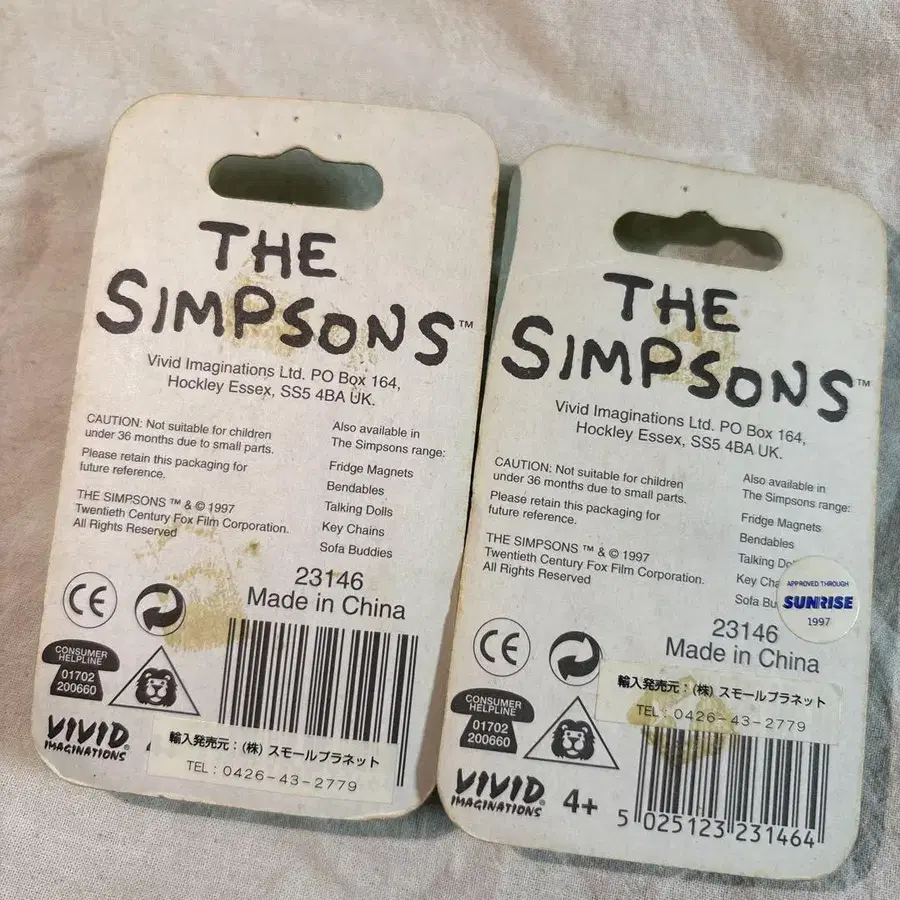 THE
SIMPSONS™
Vivid Imaginations Ltd. PO Box 164,
Hockley Essex, SS5 4BA UK.
CAUTION: Not suitable for children
under 36 months due to small parts.
Please retain this packaging for
future reference.
THE SIMPSONS ™ & © 1997
Twentieth Century Fox Film Corporation.
All Rights Reserved
Also available in
The Simpsons range:
Fridge Magnets
Bendables
Talking Dolls
Key Chains
Sofa Buddies
23146
Made in China
CE
CONSUMER
HELPLINE
01702
200660
VIVID
IMAGINATIONS
輸入発売元:(株) スモールプラネット
TEL:0426-43-2779
THE
SIMPSONS™
Vivid Imaginations Ltd. PO Box 164,
Hockley Essex, SS5 4BA UK.
CAUTION: Not suitable for children
under 36 months due to small parts.
Please retain this packaging for
future reference.
THE SIMPSONS ™ & © 1997
Twentieth Century Fox Film Corporation.
All Rights Reserved
Also available in
The Simpsons range:
Fridge Magnets
Bendables
Talking
Key
Sofa
APPROVED THROUGH
SUNRISE
1997
23146
Made in China
CE
CONSUMER
HELPLINE
01702
200660
輸入発売元:(株) スモールプラネット
TEL:0426-43-2779
VIVID
IMAGINATIONS®
4+
5 025123 231464